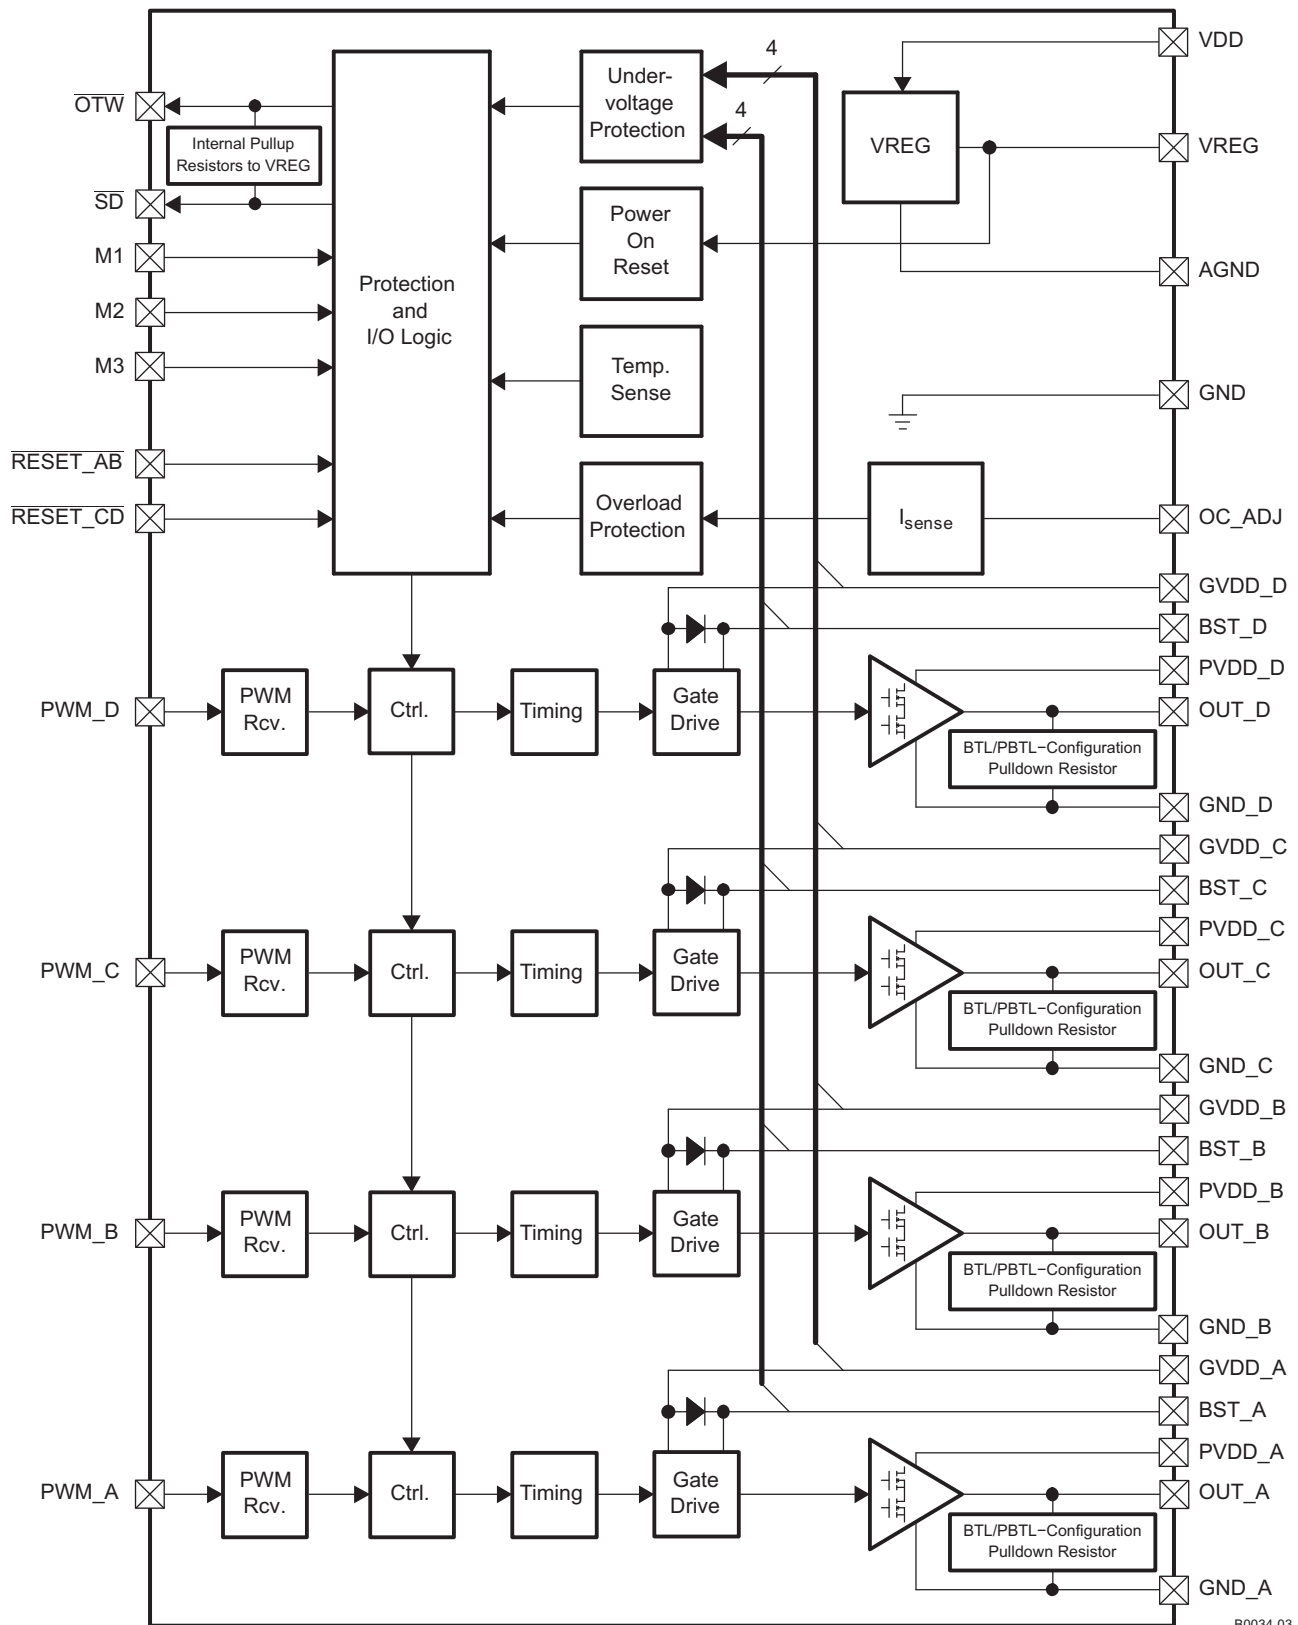 4
VDD
Under-
voltage
Protection
OTW
4
Internal Pullup
Resistors to VREG
VREG
VREG
SD
Power
On
Reset
M1
AGND
Protection
and
I/O Logic
M2
M3
Temp.
Sense
GND
RESET_AB
RESET_CD
Overload
Protection
Isense
OC_ADJ
GVDD_D
BST_D
PVDD_D
PWM_D
PWM
Rcv.
Ctrl.
Timing
Gate
Drive
OUT_D
BTL/PBTL−Configuration
Pulldown Resistor
GND_D
GVDD_C
BST_C
PVDD_C
PWM_C
PWM
Rcv.
Ctrl.
Timing
Gate
Drive
OUT_C
BTL/PBTL−Configuration
Pulldown Resistor
GND_C
GVDD_B
BST_B
PVDD_B
PWM_B
PWM
Rcv.
Ctrl.
Timing
Gate
Drive
OUT_B
BTL/PBTL−Configuration
Pulldown Resistor
GND_B
GVDD_A
BST_A
PVDD_A
PWM_A
PWM
Rcv.
Ctrl.
Timing
Gate
Drive
OUT_A
BTL/PBTL−Configuration
Pulldown Resistor
GND_A
B0034-03